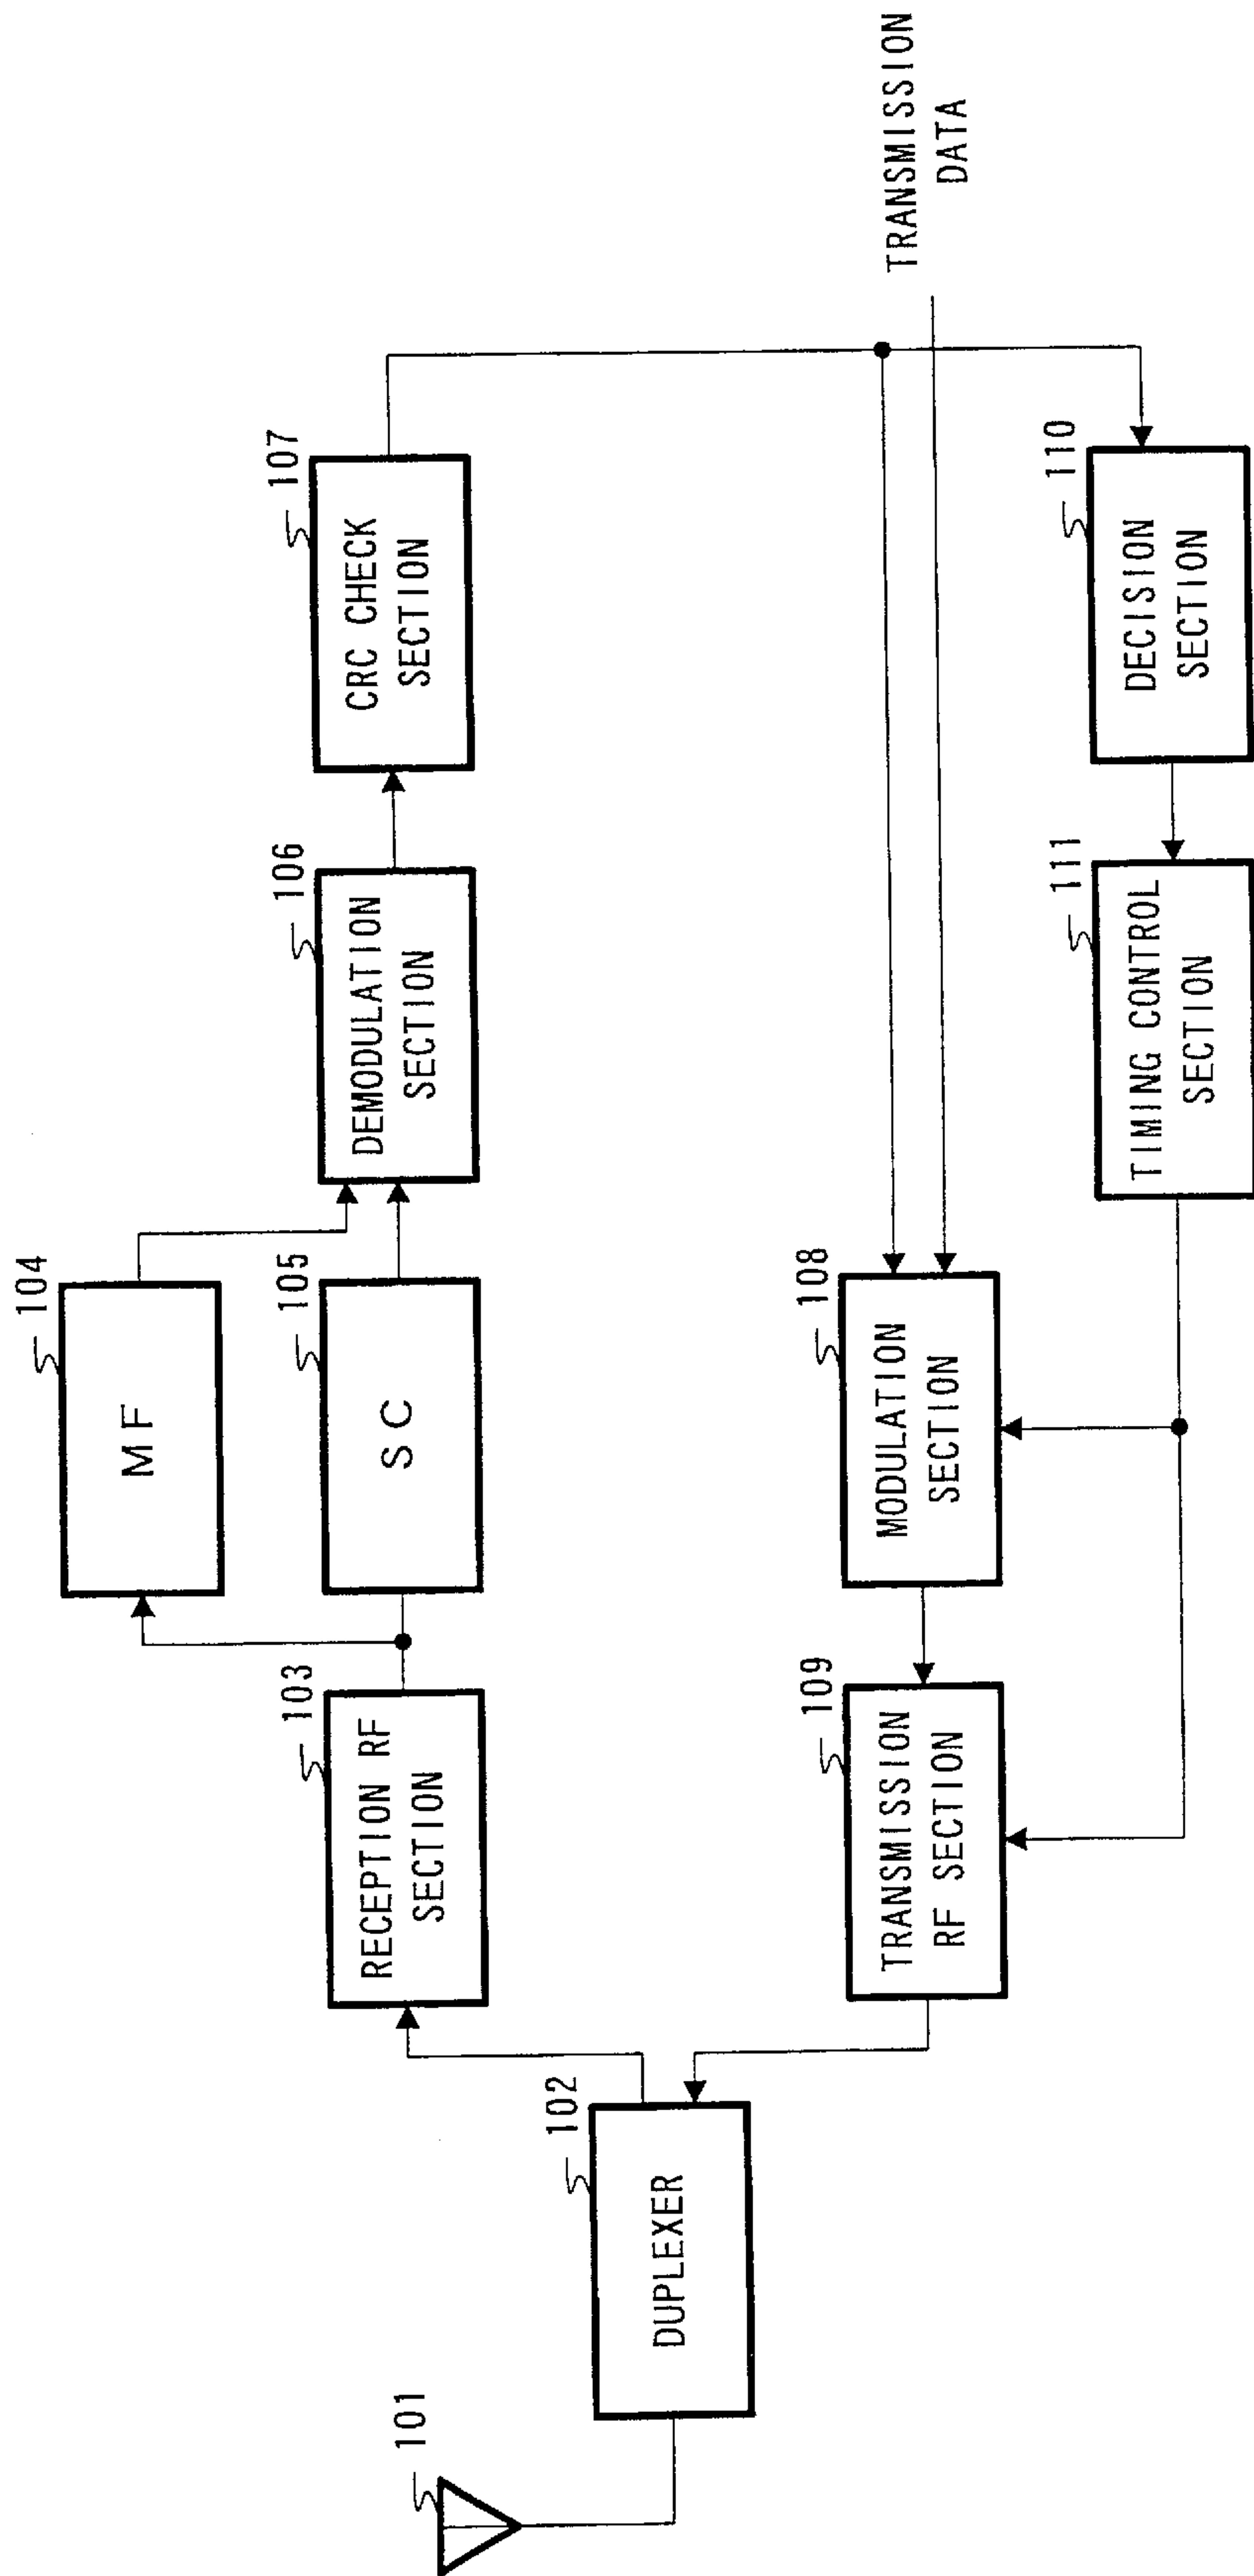 101
102
DUPLEXER
103
RECEPTION RF
SECTION
104
MF
105
SC
106
DEMODULATION
SECTION
107
CRC CHECK
SECTION
109
TRANSMISSION
RF SECTION
108
MODULATION
SECTION
TRANSMISSION
DATA
111
TIMING CONTROL
SECTION
110
DECISION
SECTION